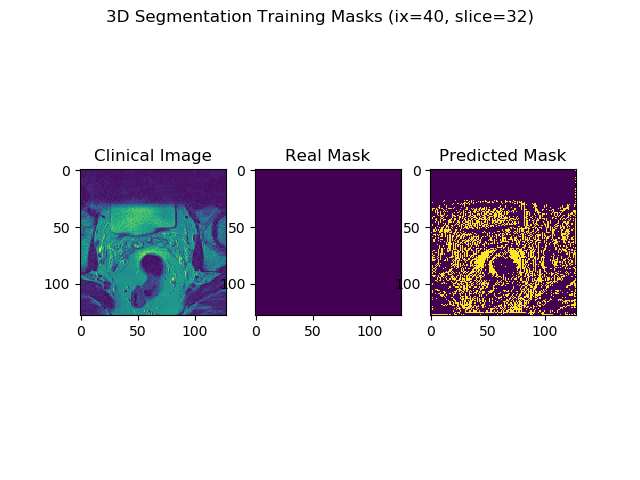 3D Segmentation Training Masks (ix=40, slice=32)
Clinical Image Real Mask Predicted Mask
0 0 0
50 50 50
100 100 100
0 50 100 0 50 100 0 50 100